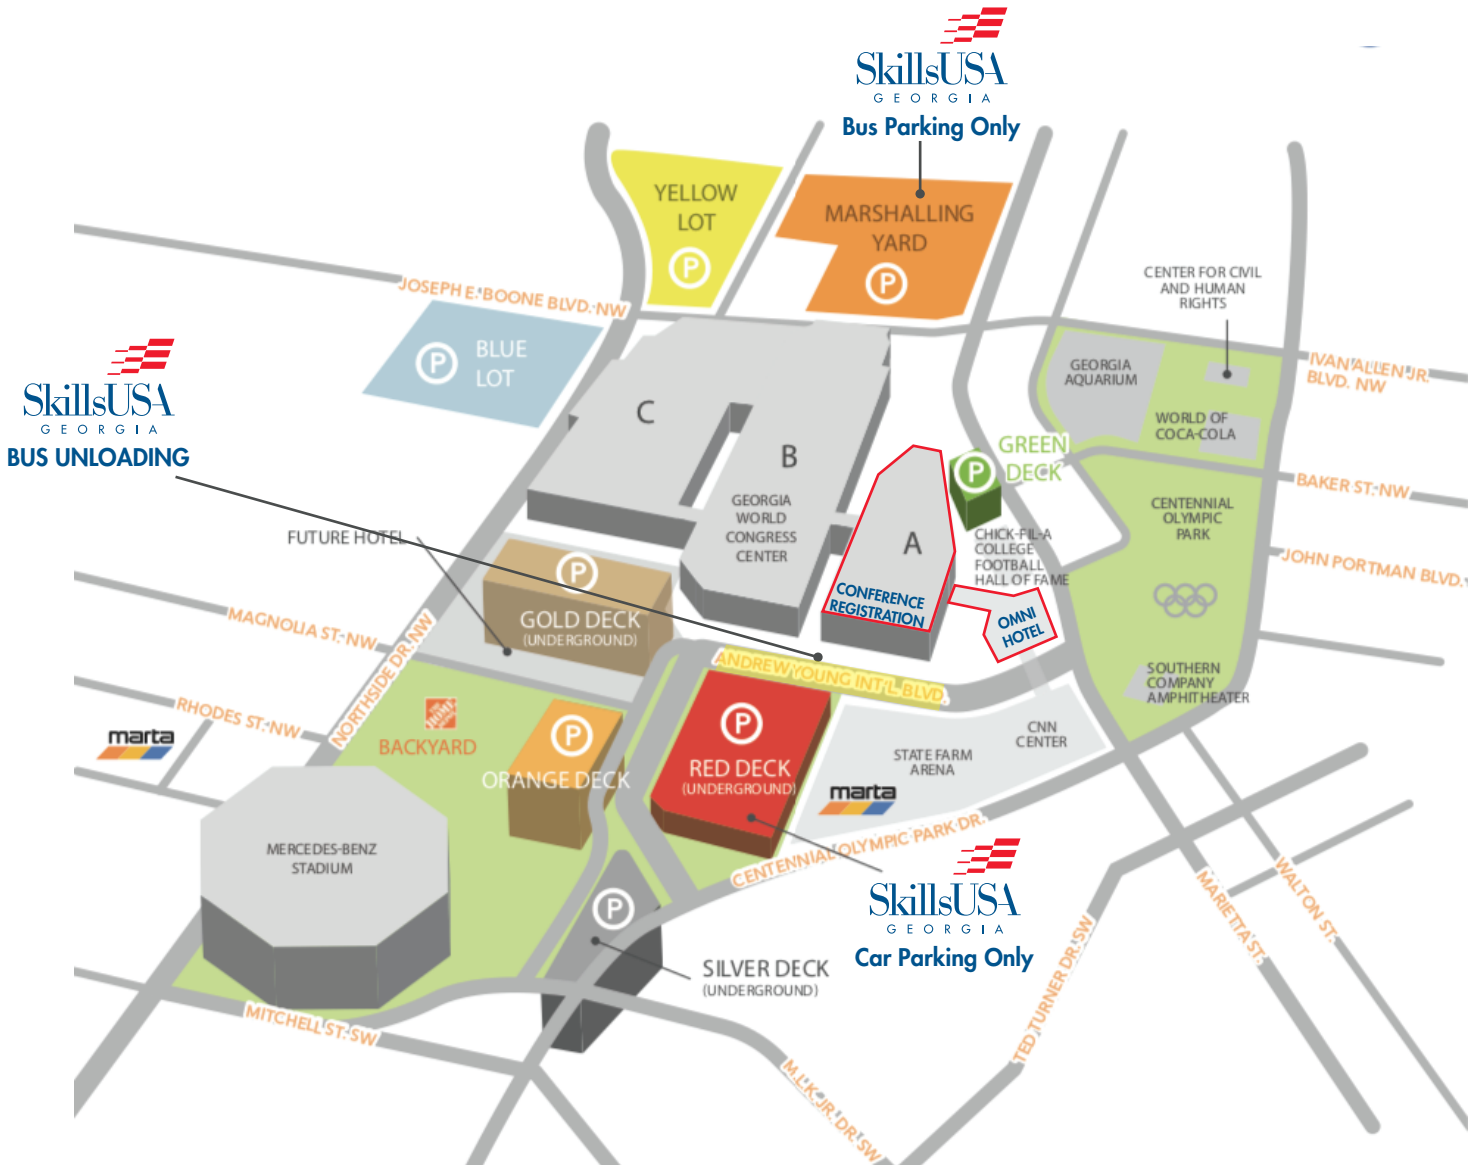 SkillsUSA
GEORGIA
Bus Parking Only
YELLOW
LOT
P
MARSHALLING
YARD
P
CENTER FOR CIVIL
AND HUMAN
RIGHTS
JOSEPH E. BOONE BLVD. NW
BLUE
LOT
P
SkillsUSA
GEORGIA
BUS UNLOADING
GEORGIA
AQUARIUM
IVAN ALLEN JR.
BLVD. NW
WORLD OF
COCA-COLA
C
B
GEORGIA
WORLD
CONGRESS
CENTER
A
CONFERENCE
REGISTRATION
GREEN
DECK
P
BAKER ST. NW
CENTENNIAL
OLYMPIC
PARK
CHICK-FIL-A
COLLEGE
FOOTBALL
HALL OF FAME
JOHN PORTMAN BLVD.
FUTURE HOTEL
P
GOLD DECK
(UNDERGROUND)
OMNI
HOTEL
MAGNOLIA ST. NW
NORTHSIDE DR. NW
ANDREW YOUNG INT'L. BLVD.
SOUTHERN
COMPANY
AMPHITHEATER
RHODES ST. NW
marta
THE HOME DEPOT
BACKYARD
P
ORANGE DECK
P
RED DECK
(UNDERGROUND)
CNN
CENTER
STATE FARM
ARENA
marta
MERCEDES-BENZ
STADIUM
CENTENNIAL OLYMPIC PARK DR.
SkillsUSA
GEORGIA
Car Parking Only
P
SILVER DECK
(UNDERGROUND)
MARIETTA ST.
WALTON ST.
TED TURNER DR. SW
MITCHELL ST. SW
M.L.K. JR. DR. SW